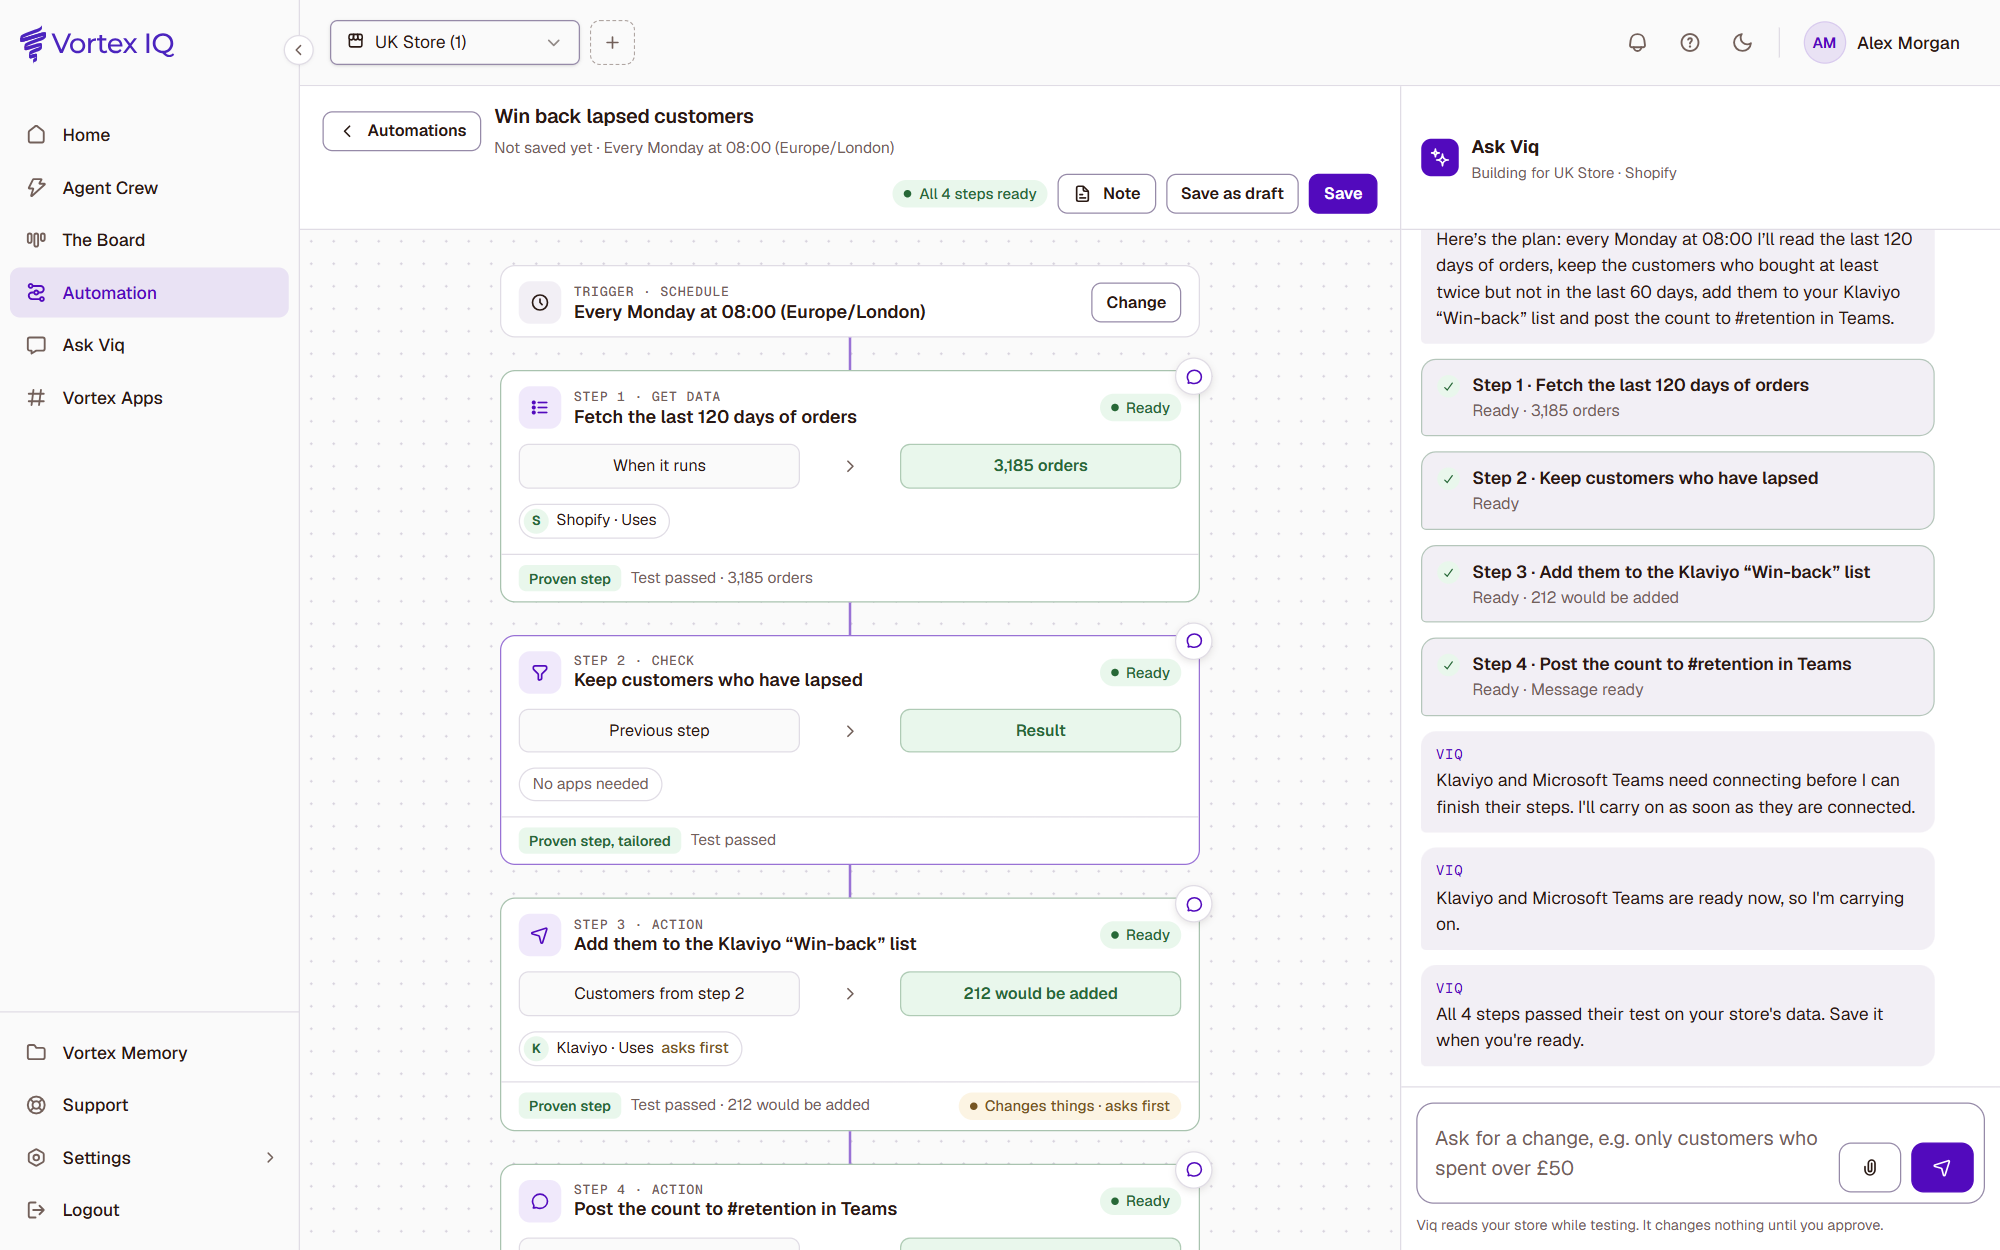 Vortex IQ
Home
Agent Crew
The Board
Automation
Ask Viq
Vortex Apps
Vortex Memory
Support
Settings
Logout
UK Store (1)
AM
Alex Morgan
Automations
Win back lapsed customers
Not saved yet · Every Monday at 08:00 (Europe/London)
All 4 steps ready
Note
Save as draft
Save
TRIGGER · SCHEDULE
Every Monday at 08:00 (Europe/London)
Change
STEP 1 · GET DATA
Fetch the last 120 days of orders
Ready
When it runs
3,185 orders
S
Shopify · Uses
Proven step
Test passed · 3,185 orders
STEP 2 · CHECK
Keep customers who have lapsed
Ready
Previous step
Result
No apps needed
Proven step, tailored
Test passed
STEP 3 · ACTION
Add them to the Klaviyo “Win-back” list
Ready
Customers from step 2
212 would be added
K
Klaviyo · Uses asks first
Proven step
Test passed · 212 would be added
Changes things · asks first
STEP 4 · ACTION
Post the count to #retention in Teams
Ready
Ask Viq
Building for UK Store · Shopify
Here’s the plan: every Monday at 08:00 I’ll read the last 120
days of orders, keep the customers who bought at least
twice but not in the last 60 days, add them to your Klaviyo
“Win-back” list and post the count to #retention in Teams.
Step 1 · Fetch the last 120 days of orders
Ready · 3,185 orders
Step 2 · Keep customers who have lapsed
Ready
Step 3 · Add them to the Klaviyo “Win-back” list
Ready · 212 would be added
Step 4 · Post the count to #retention in Teams
Ready · Message ready
VIQ
Klaviyo and Microsoft Teams need connecting before I can
finish their steps. I'll carry on as soon as they are connected.
VIQ
Klaviyo and Microsoft Teams are ready now, so I'm carrying
on.
VIQ
All 4 steps passed their test on your store's data. Save it
when you're ready.
Ask for a change, e.g. only customers who
spent over £50
Viq reads your store while testing. It changes nothing until you approve.